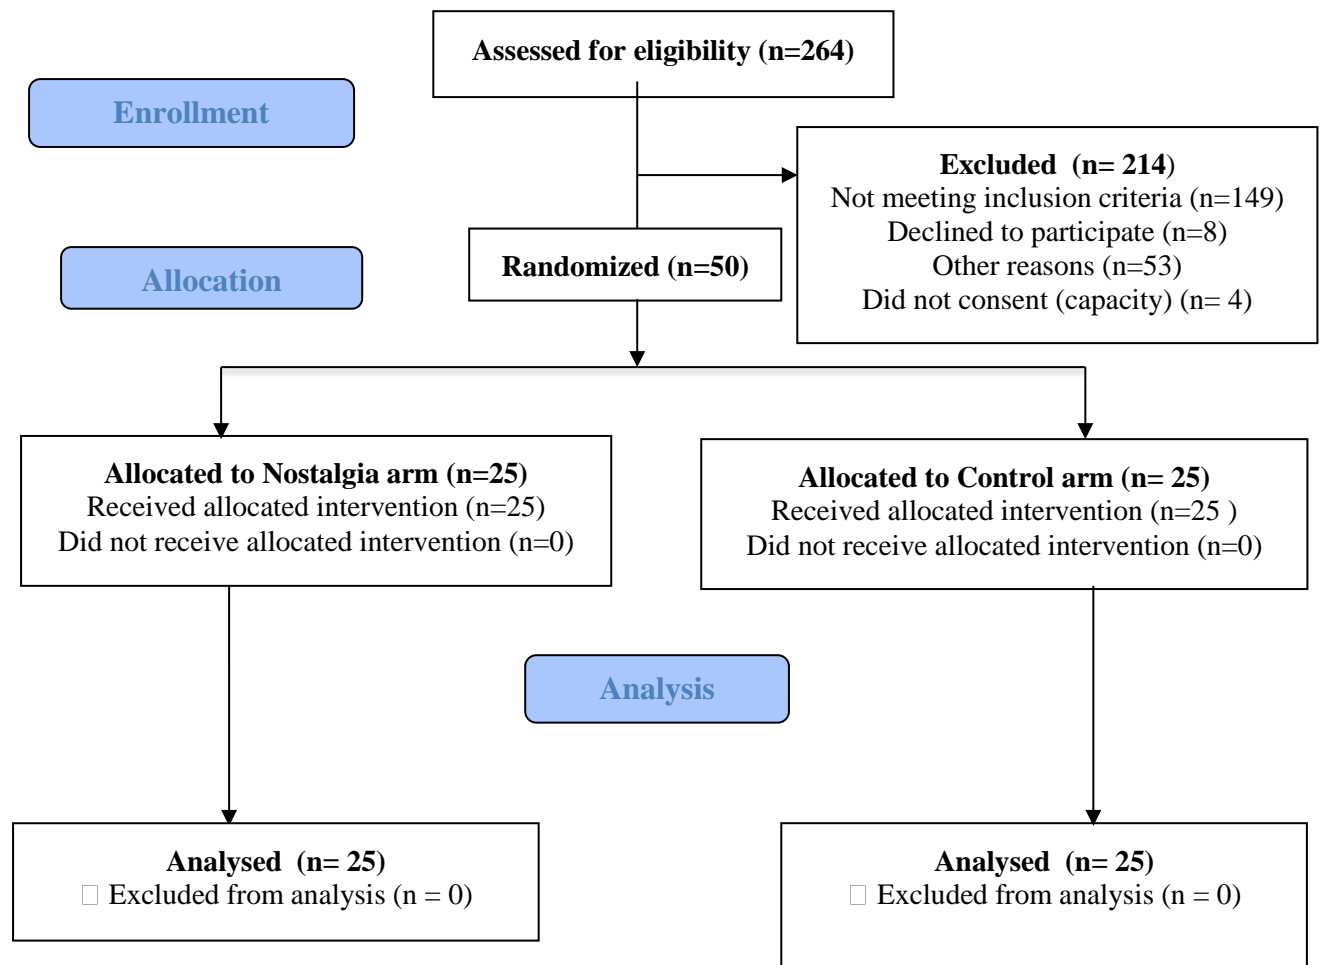 Assessed for eligibility (n=264)
Enrollment
Excluded  (n= 214)
Not meeting inclusion criteria (n=149)
Declined to participate (n=8)
Other reasons (n=53)
Did not consent (capacity) (n= 4)
Randomized (n=50)
Allocation
Allocated to Nostalgia arm (n=25)
Received allocated intervention (n=25)
Did not receive allocated intervention (n=0)
Allocated to Control arm (n= 25)
Received allocated intervention (n=25 )
Did not receive allocated intervention (n=0)
Analysis
Analysed  (n= 25)
Excluded from analysis (n = 0)
Analysed  (n= 25)
Excluded from analysis (n = 0)